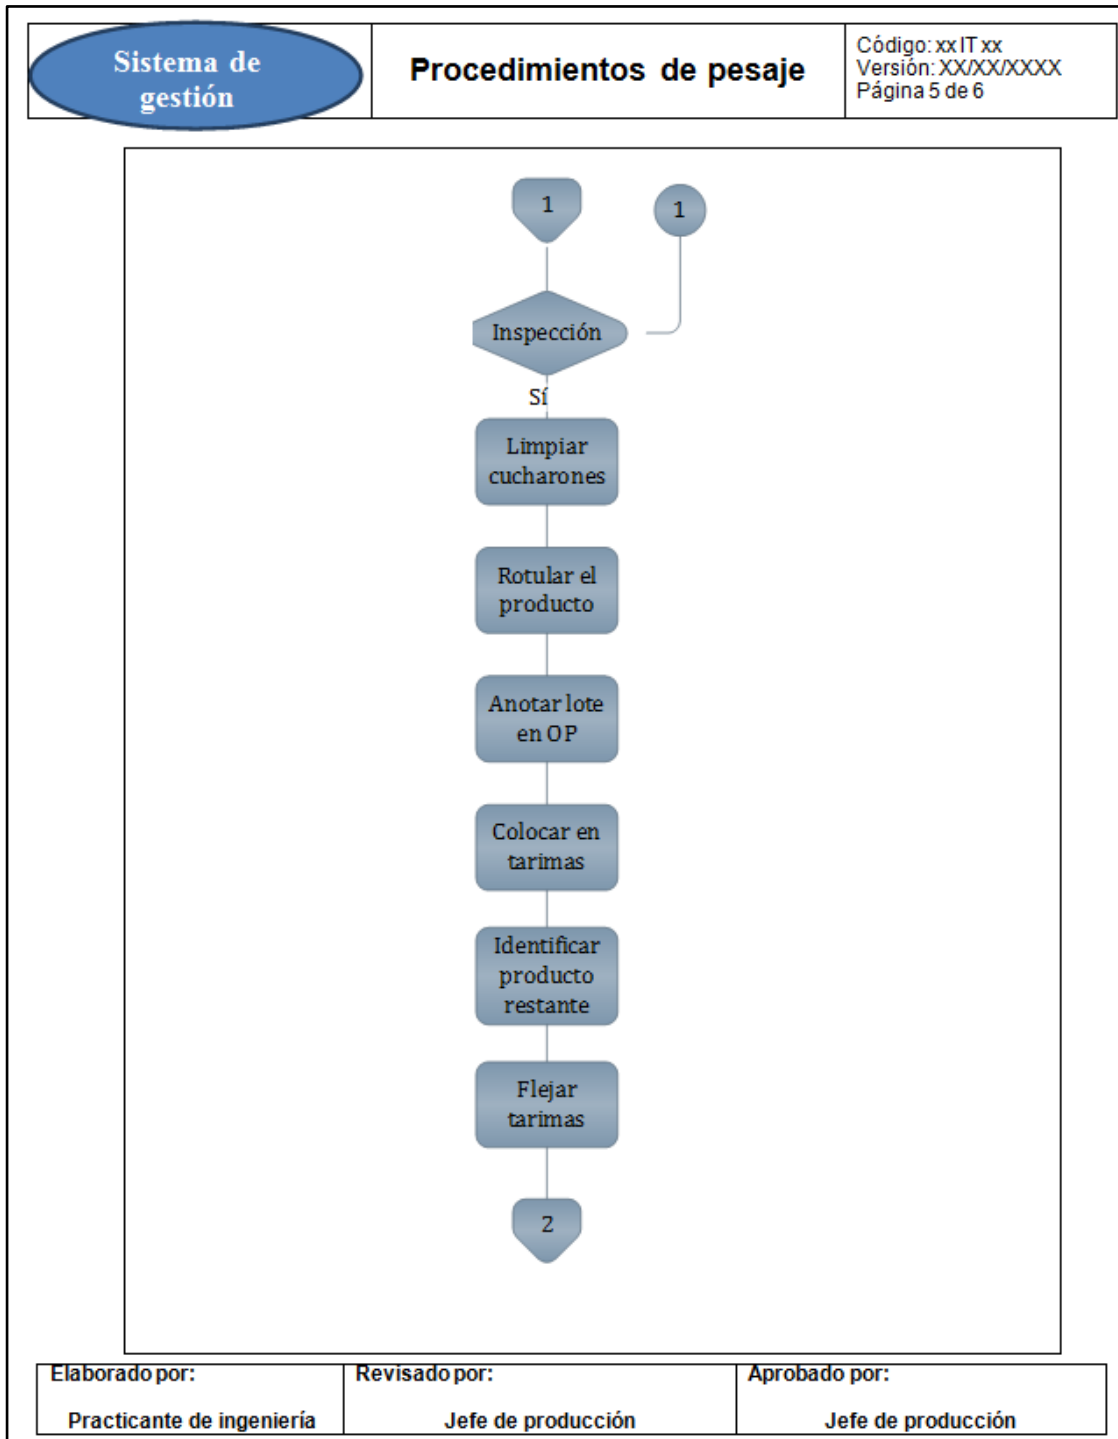 Sistema de
gestión
Procedimientos de pesaje
Código: xx IT xx
Versión: XX/XX/XXXX
Página 5 de 6
1
1
Inspección
Sí
Limpiar
cucharones
Rotular el
producto
Anotar lote
en OP
Colocar en
tarimas
Identificar
producto
restante
Flejar
tarimas
2
Elaborado por:
Practicante de ingeniería
Revisado por:
Jefe de producción
Aprobado por:
Jefe de producción